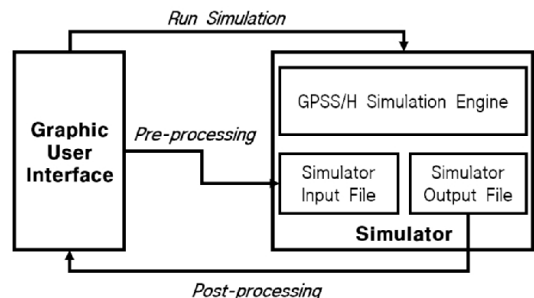 Run Simulation
Graphic
User
Interface
Pre-processing
GPSS/H Simulation Engine
Simulator
Input File
Simulator
Output File
Simulator
Post-processing